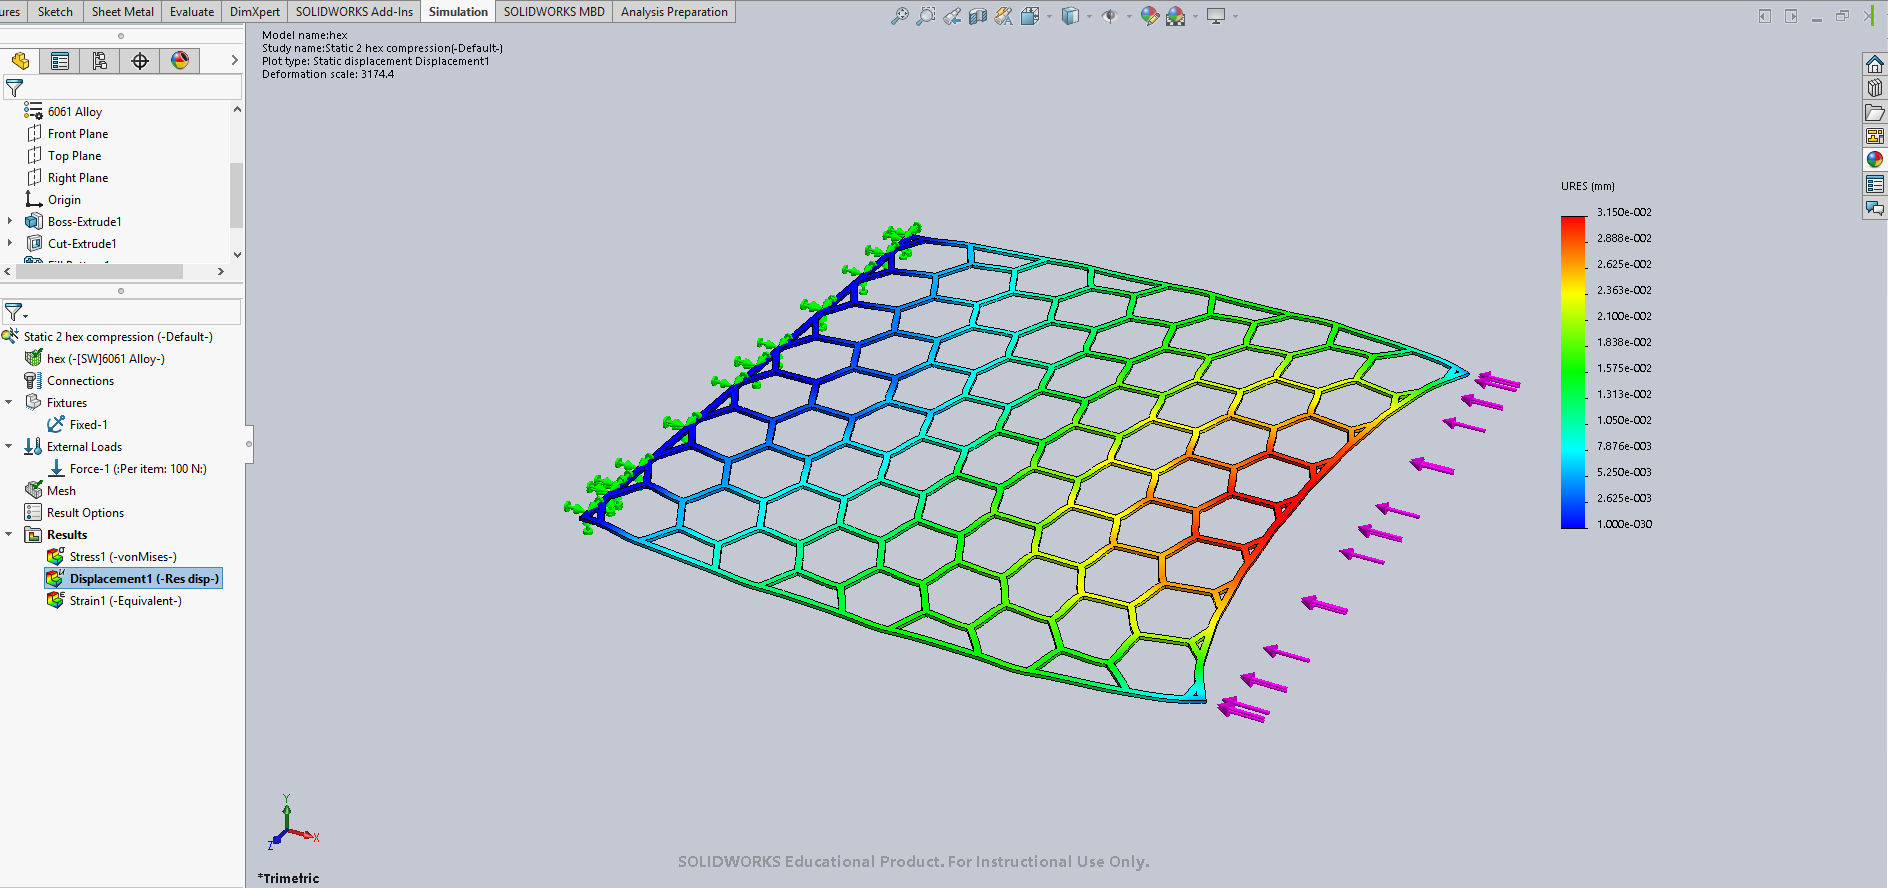 ures Sketch Sheet Metal Evaluate DimXpert SOLIDWORKS Add-Ins Simulation SOLIDWORKS MBD Analysis Preparation
Model name:hex
Study name:Static 2 hex compression(-Default-)
Plot type: Static displacement Displacement1
Deformation scale: 3174.4
6061 Alloy
Front Plane
Top Plane
Right Plane
Origin
Boss-Extrude1
Cut-Extrude1
Static 2 hex compression (-Default-)
hex (-[SW]6061 Alloy-)
Connections
Fixtures
Fixed-1
External Loads
Force-1 (:Per item: 100 N:)
Mesh
Result Options
Results
Stress1 (-vonMises-)
Displacement1 (-Res disp-)
Strain1 (-Equivalent-)
URES (mm)
3.150e-002
2.888e-002
2.625e-002
2.363e-002
2.100e-002
1.838e-002
1.575e-002
1.313e-002
1.050e-002
7.876e-003
5.250e-003
2.625e-003
1.000e-030
Y
X
Z
SOLIDWORKS Educational Product. For Instructional Use Only.
*Trimetric